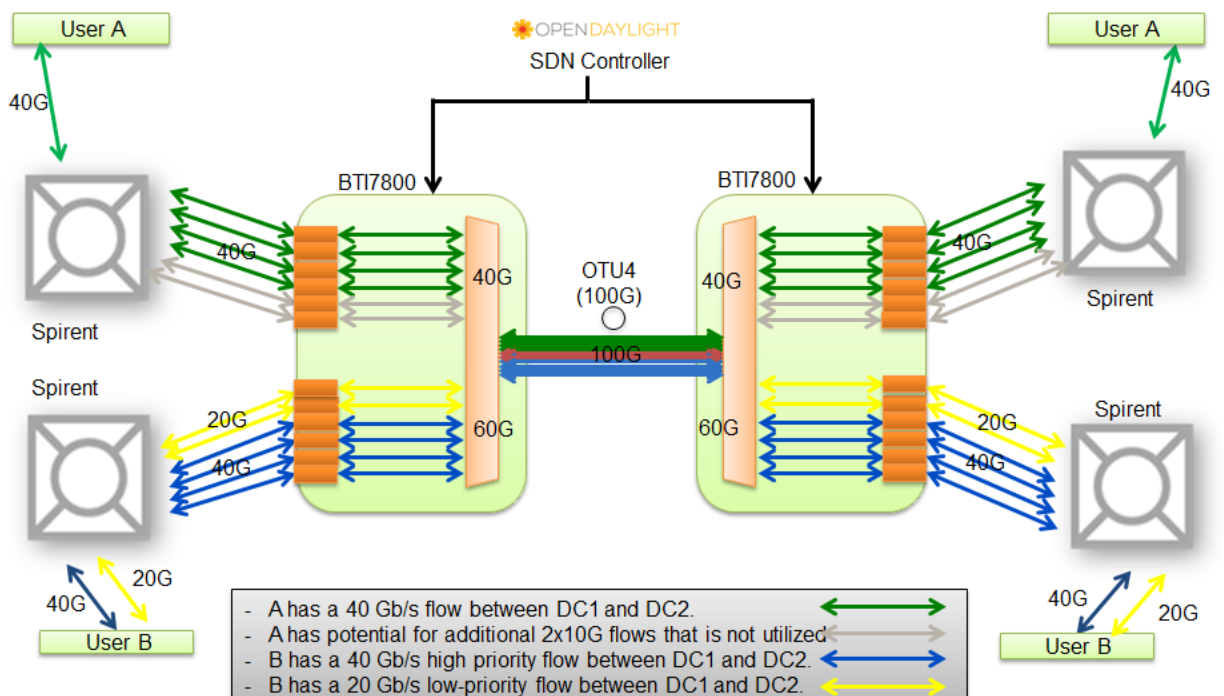 User A
OPENDAYLIGHT
SDN Controller
User A
40G
40G
BTI7800
BTI7800
40G
40G
40G
OTU4
(100G)
40G
Spirent
Spirent
100G
Spirent
Spirent
20G
60G
60G
20G
40G
40G
20G
40G
40G
20G
User B
User B
- A has a 40 Gb/s flow between DC1 and DC2.
- A has potential for additional 2x10G flows that is not utilized
- B has a 40 Gb/s high priority flow between DC1 and DC2.
- B has a 20 Gb/s low-priority flow between DC1 and DC2.